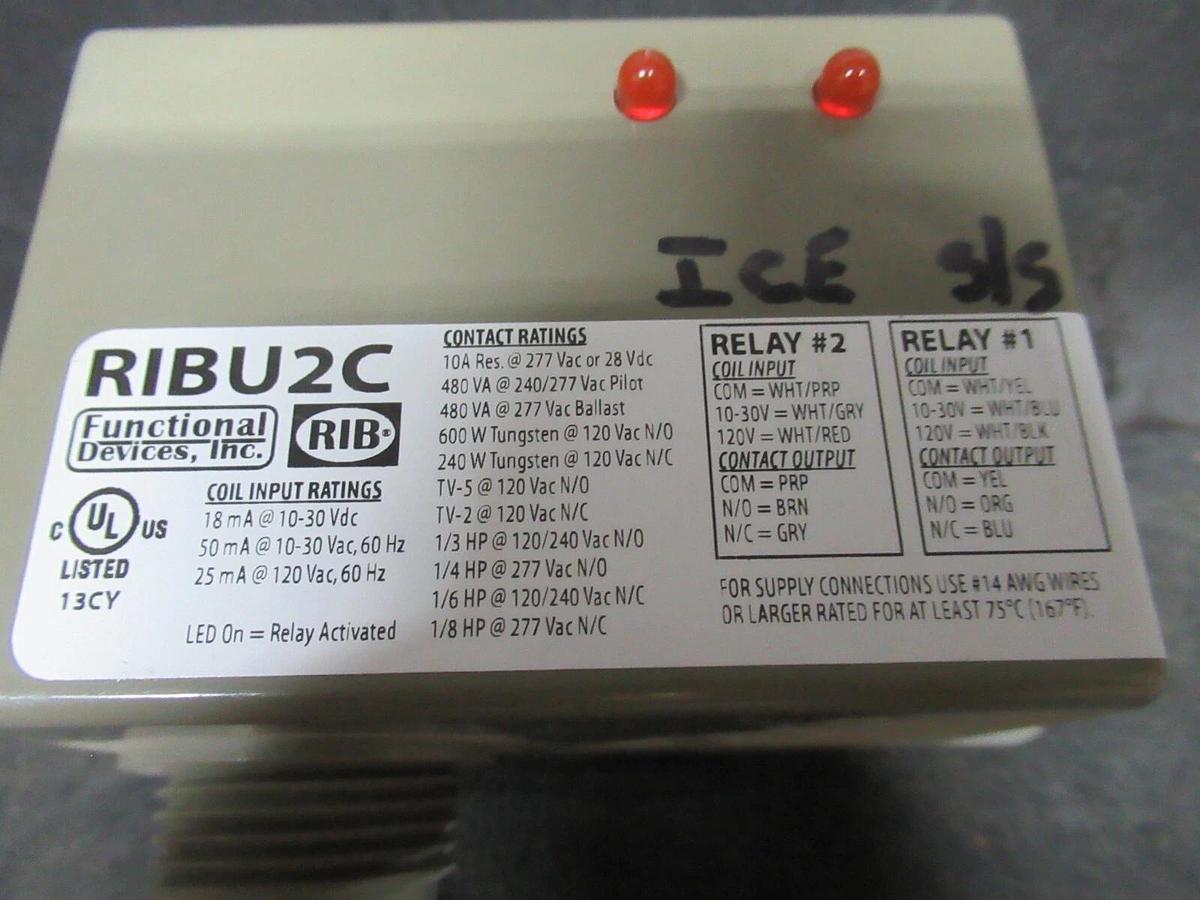 ICE S/S
RIBU2C
Functional
Devices, Inc.
RIB®
C UL US
LISTED
13CY
COIL INPUT RATINGS
18 mA @ 10-30 Vdc
50 mA @ 10-30 Vac, 60 Hz
25 mA @ 120 Vac, 60 Hz
LED On = Relay Activated
CONTACT RATINGS
10A Res. @ 277 Vac or 28 Vdc
480 VA @ 240/277 Vac Pilot
480 VA @ 277 Vac Ballast
600 W Tungsten @ 120 Vac N/O
240 W Tungsten @ 120 Vac N/C
TV-5 @ 120 Vac N/O
TV-2 @ 120 Vac N/C
1/3 HP @ 120/240 Vac N/O
1/4 HP @ 277 Vac N/O
1/6 HP @ 120/240 Vac N/C
1/8 HP @ 277 Vac N/C
RELAY #2
COIL INPUT
COM = WHT/PRP
10-30V = WHT/GRY
120V = WHT/RED
CONTACT OUTPUT
COM = PRP
N/O = BRN
N/C = GRY
RELAY #1
COIL INPUT
COM = WHT/YEL
10-30V = WHT/BLU
120V = WHT/BLK
CONTACT OUTPUT
COM = YEL
N/O = ORG
N/C = BLU
FOR SUPPLY CONNECTIONS USE #14 AWG WIRES
OR LARGER RATED FOR AT LEAST 75°C (167°F).